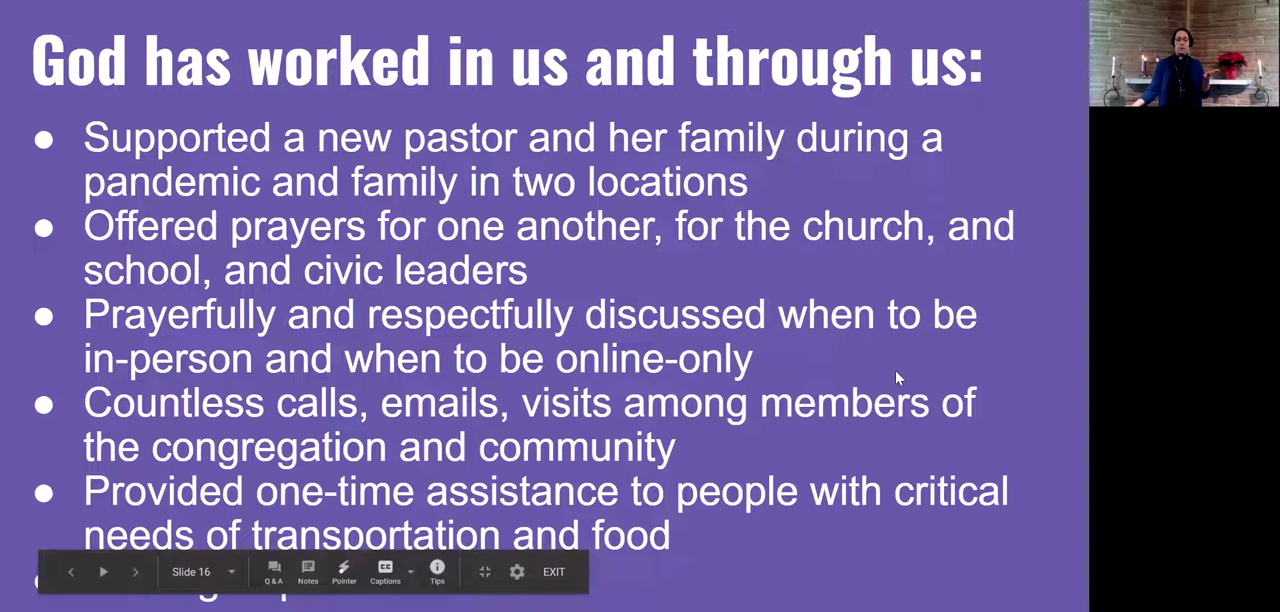 God has worked in us and through us:
● Supported a new pastor and her family during a
pandemic and family in two locations
● Offered prayers for one another, for the church, and
school, and civic leaders
● Prayerfully and respectfully discussed when to be
in-person and when to be online-only
● Countless calls, emails, visits among members of
the congregation and community
● Provided one-time assistance to people with critical
needs of transportation and food
Slide 16 Q & A Notes Pointer Captions Tips EXIT